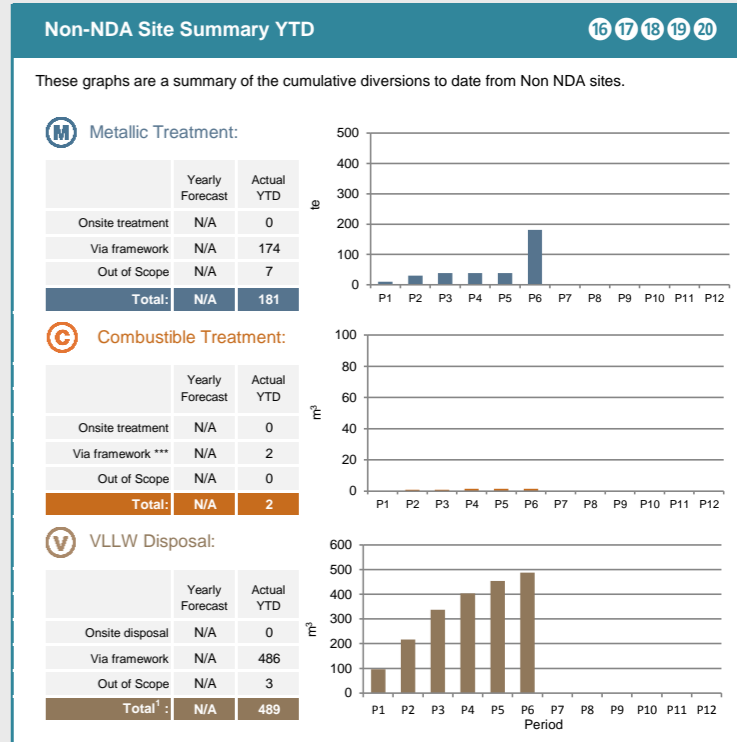 Non-NDA Site Summary YTD
16 17 18 19 20
These graphs are a summary of the cumulative diversions to date from Non NDA sites.
M Metallic Treatment:
Yearly Forecast Actual YTD
Onsite treatment N/A 0
Via framework N/A 174
Out of Scope N/A 7
Total: N/A 181
500
400
300
te
200
100
0
P1 P2 P3 P4 P5 P6 P7 P8 P9 P10 P11 P12
C Combustible Treatment:
Yearly Forecast Actual YTD
Onsite treatment N/A 0
Via framework *** N/A 2
Out of Scope N/A 0
Total: N/A 2
100
80
60
m³
40
20
0
P1 P2 P3 P4 P5 P6 P7 P8 P9 P10 P11 P12
V VLLW Disposal:
Yearly Forecast Actual YTD
Onsite disposal N/A 0
Via framework N/A 486
Out of Scope N/A 3
Total¹ : N/A 489
600
500
400
300
m³
200
100
0
P1 P2 P3 P4 P5 P6 P7 P8 P9 P10 P11 P12
Period